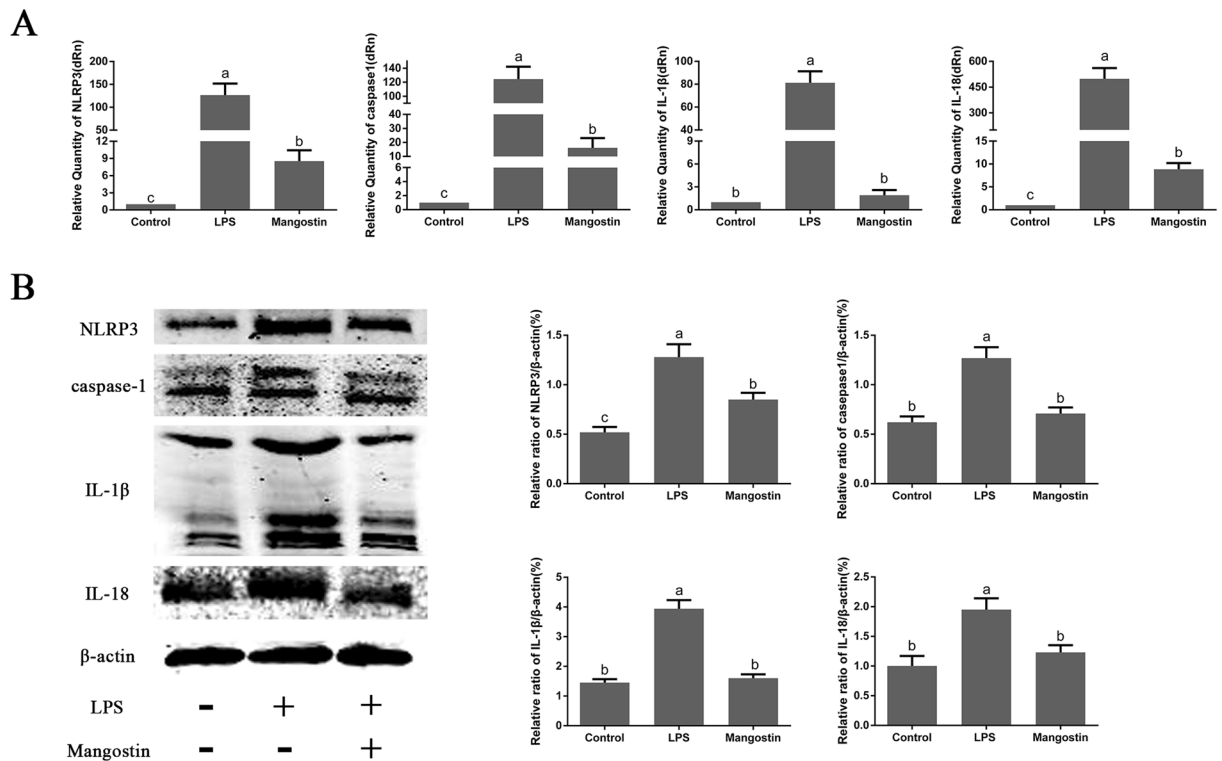 A
Relative Quantity of NLRP3(dRn)
200
150
100
50
9
6
3
0
c
a
b
Control LPS Mangostin
Relative Quantity of caspase1(dRn)
140
120
100
40
30
20
10
6
4
2
0
c
a
b
Control LPS Mangostin
Relative Quantity of IL-1β(dRn)
100
80
60
40
9
6
3
0
b
a
b
Control LPS Mangostin
Relative Quantity of IL-18(dRn)
600
400
200
15
10
5
0
c
a
b
Control LPS Mangostin
B
NLRP3
caspase-1
IL-1β
IL-18
β-actin
LPS - + +
Mangostin - - +
Relative ratio of NLRP3/β-actin(%)
1.5
1.0
0.5
0.0
c
a
b
Control LPS Mangostin
Relative ratio of casepase1/β-actin(%)
1.5
1.0
0.5
0.0
b
a
b
Control LPS Mangostin
Relative ratio of IL-1β/β-actin(%)
5
4
3
2
1
0
b
a
b
Control LPS Mangostin
Relative ratio of IL-18/β-actin(%)
2.5
2.0
1.5
1.0
0.5
0.0
b
a
b
Control LPS Mangostin